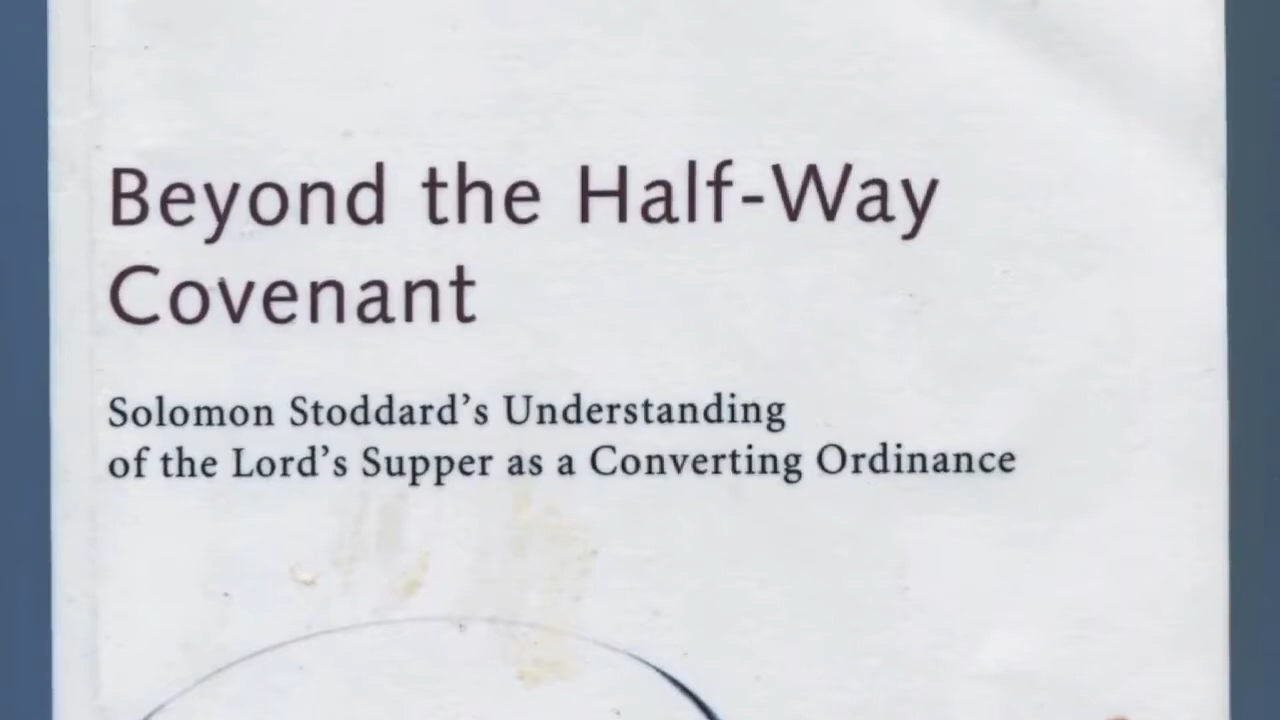 Beyond the Half-Way
Covenant
Solomon Stoddard’s Understanding
of the Lord’s Supper as a Converting Ordinance